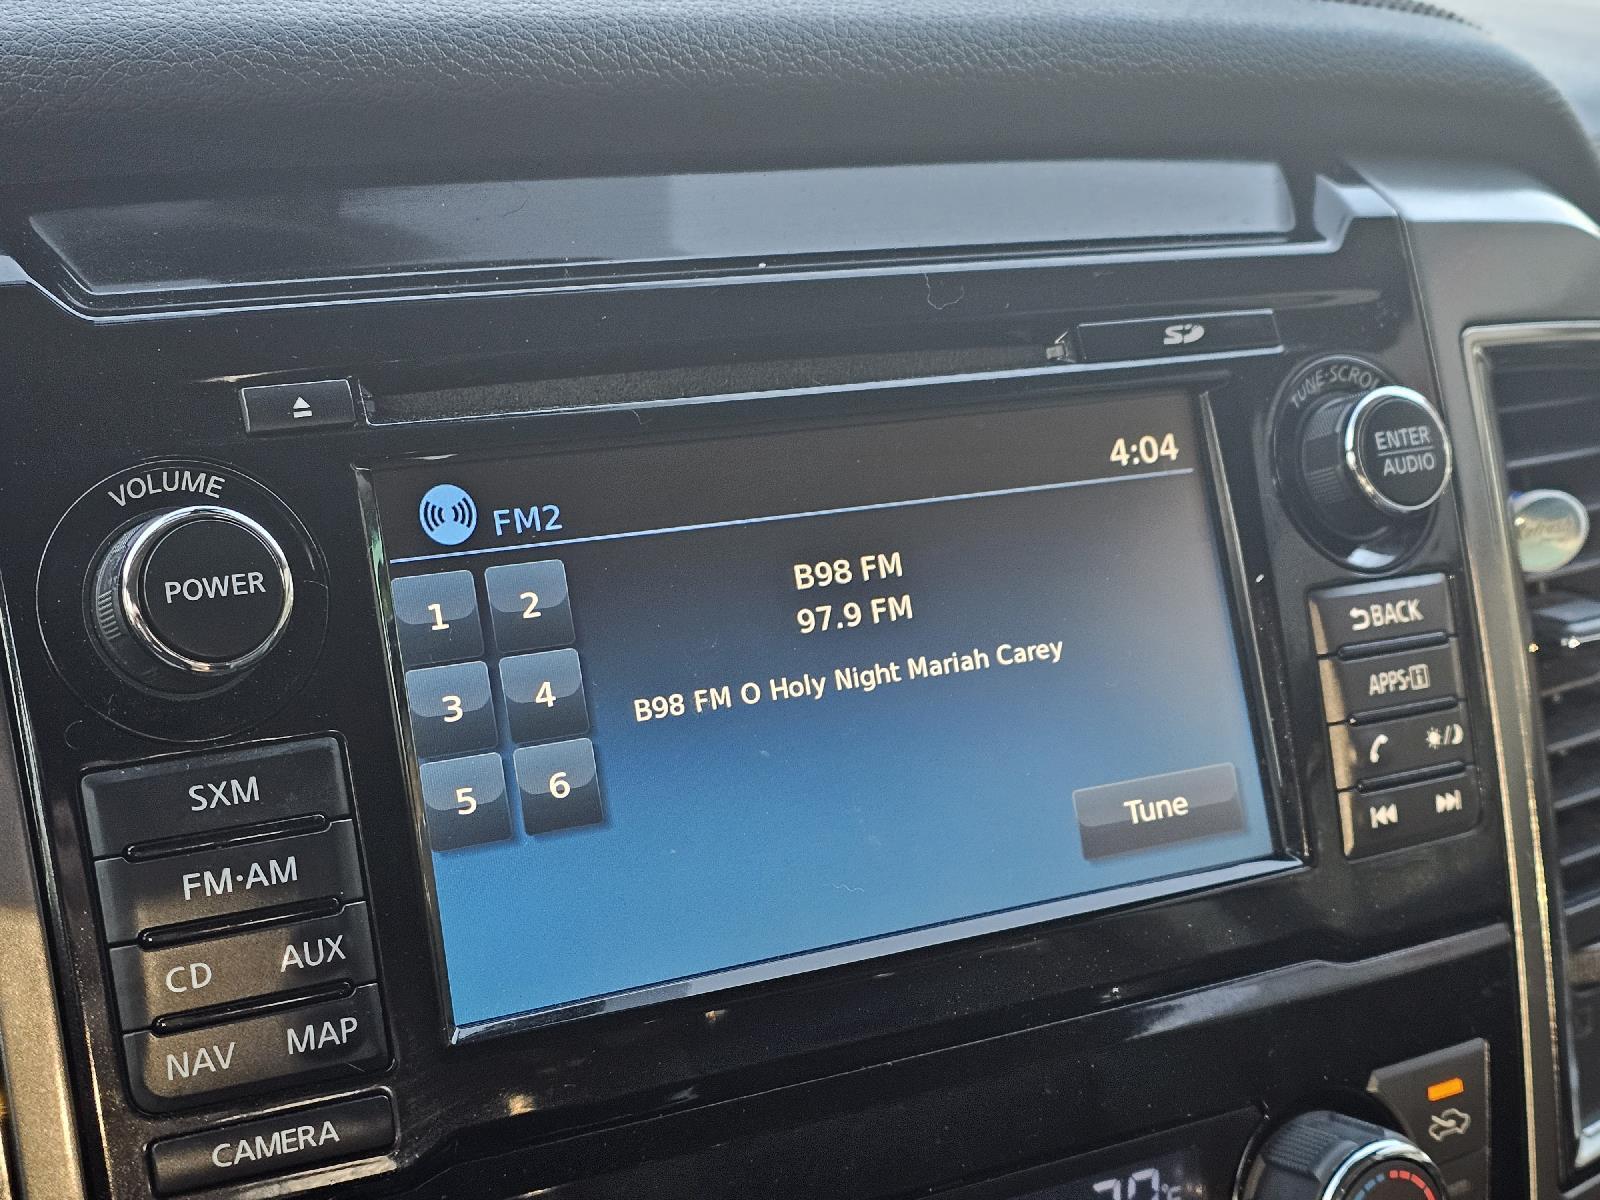 SD
TUNE·SCROLL
VOLUME
POWER
ENTER
AUDIO
4:04
FM2
B98 FM
97.9 FM
B98 FM O Holy Night Mariah Carey
1 2
3 4
5 6
Tune
BACK
APPS·i
SXM
FM·AM
CD AUX
NAV MAP
CAMERA